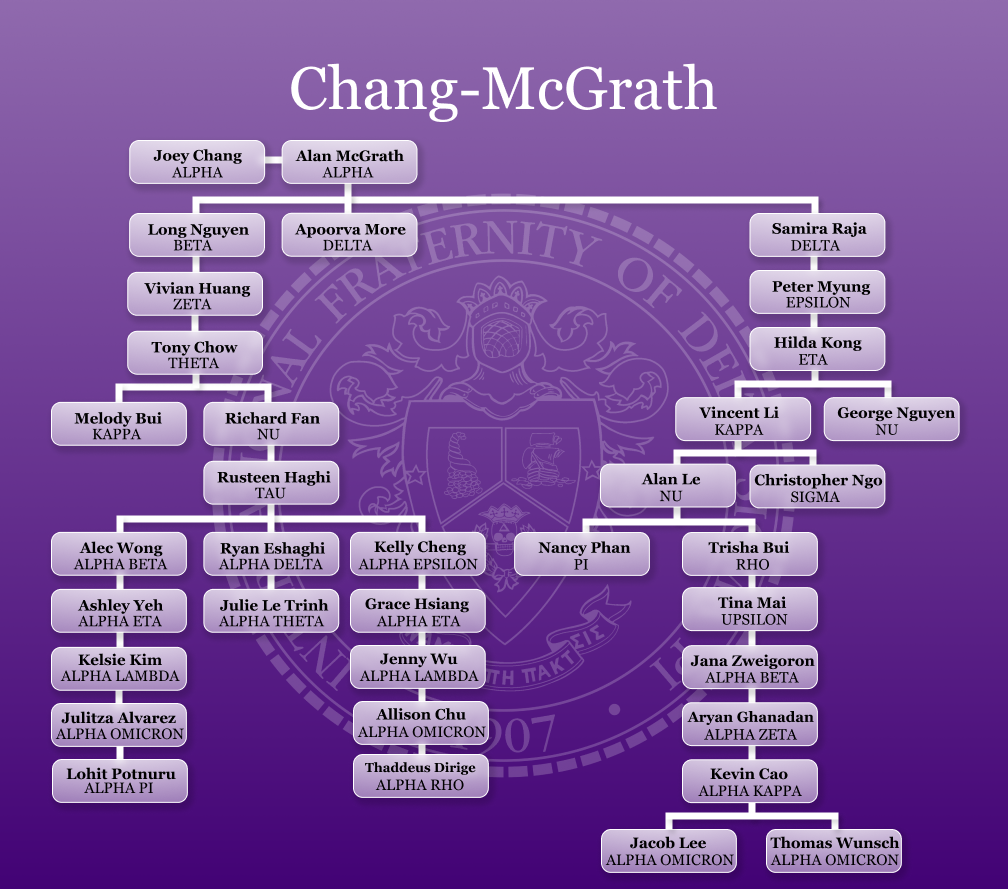 Chang-McGrath
Joey Chang
ALPHA
Alan McGrath
ALPHA
Long Nguyen
BETA
Apoorva More
DELTA
Samira Raja
DELTA
Vivian Huang
ZETA
Peter Myung
EPSILON
Tony Chow
THETA
Hilda Kong
ETA
Melody Bui
KAPPA
Richard Fan
NU
Vincent Li
KAPPA
George Nguyen
NU
Rusteen Haghi
TAU
Alan Le
NU
Christopher Ngo
SIGMA
Alec Wong
ALPHA BETA
Ryan Eshaghi
ALPHA DELTA
Kelly Cheng
ALPHA EPSILON
Nancy Phan
PI
Trisha Bui
RHO
Ashley Yeh
ALPHA ETA
Julie Le Trinh
ALPHA THETA
Grace Hsiang
ALPHA ETA
Tina Mai
UPSILON
Kelsie Kim
ALPHA LAMBDA
Jenny Wu
ALPHA LAMBDA
Jana Zweigoron
ALPHA BETA
Julitza Alvarez
ALPHA OMICRON
Allison Chu
ALPHA OMICRON
Aryan Ghanadan
ALPHA ZETA
Lohit Potnuru
ALPHA PI
Thaddeus Dirige
ALPHA RHO
Kevin Cao
ALPHA KAPPA
Jacob Lee
ALPHA OMICRON
Thomas Wunsch
ALPHA OMICRON
FRATERNITY OF
907